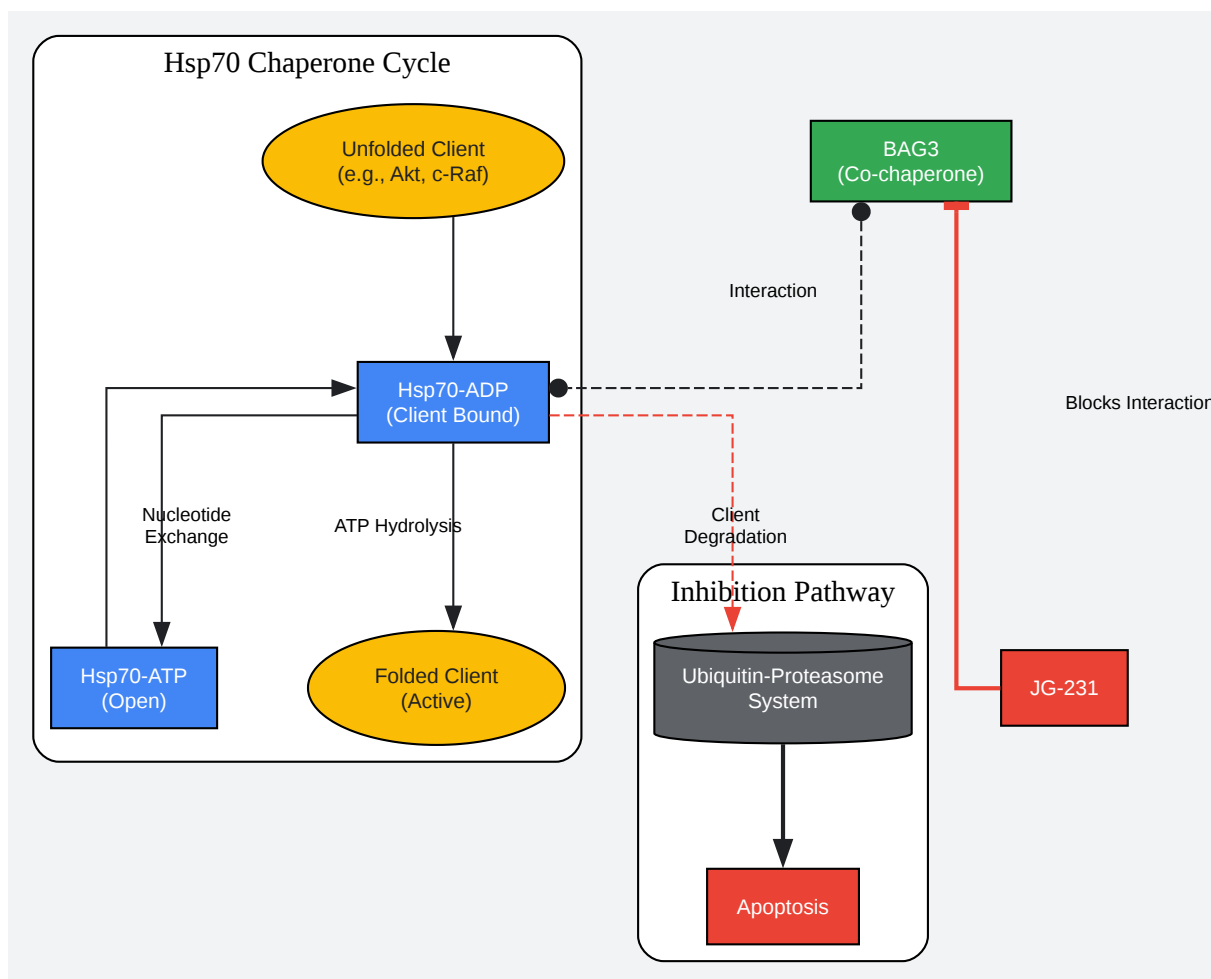 Hsp70 Chaperone Cycle
Unfolded Client
(e.g., Akt, c-Raf)
BAG3
(Co-chaperone)
Interaction
Hsp70-ADP
(Client Bound)
Blocks Interaction
Nucleotide
Exchange
ATP Hydrolysis
Client
Degradation
Inhibition Pathway
Hsp70-ATP
(Open)
Folded Client
(Active)
Ubiquitin-Proteasome
System
JG-231
Apoptosis